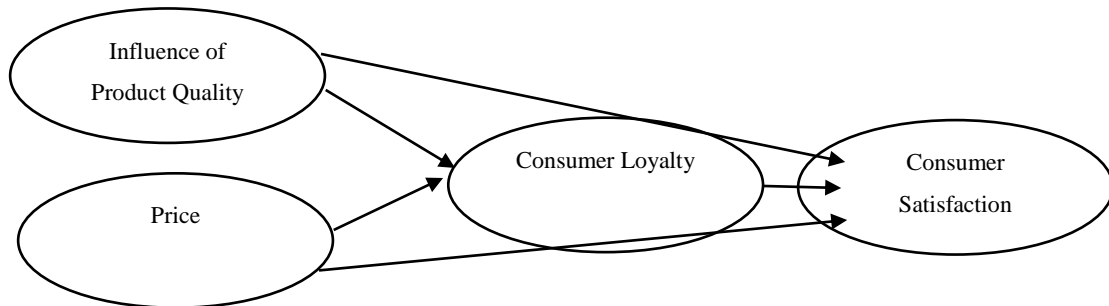 Influence of
Product Quality
Price
Consumer Loyalty
Consumer
Satisfaction